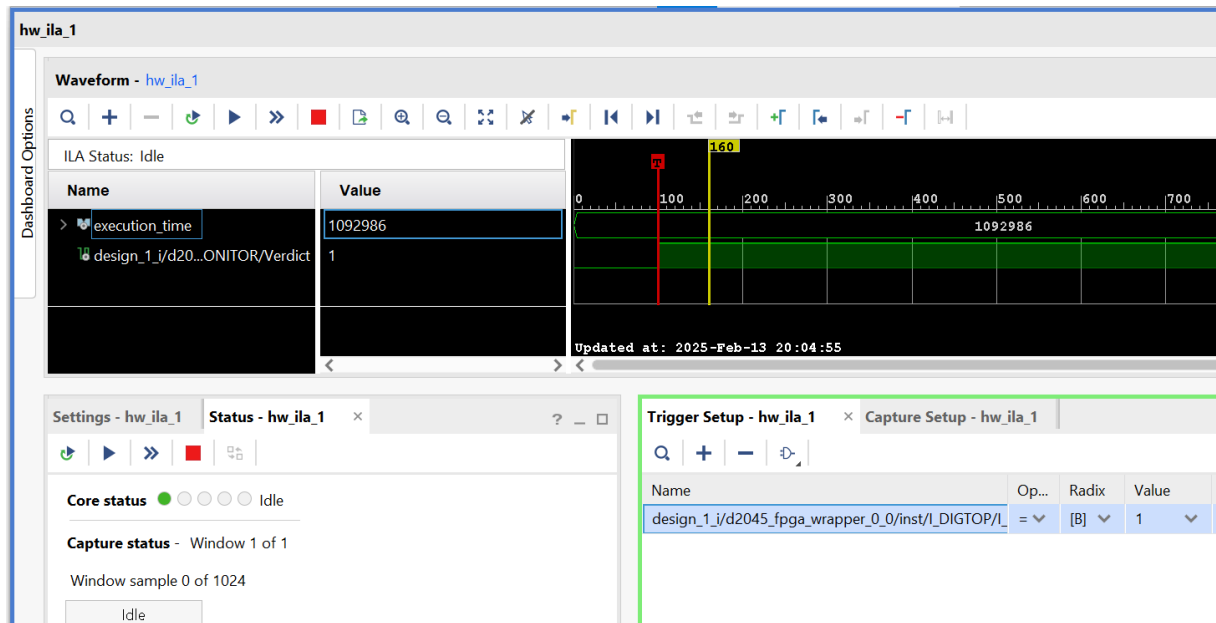 hw_ila_1
Dashboard Options
Waveform - hw_ila_1
ILA Status: Idle
Name Value
execution_time 1092986
design_1_i/d20...ONITOR/Verdict 1
160
T
0 100 200 300 400 500 600 700
1092986
Updated at: 2025-Feb-13 20:04:55
Settings - hw_ila_1 Status - hw_ila_1 × ? _
Core status Idle
Capture status - Window 1 of 1
Window sample 0 of 1024
Idle
Trigger Setup - hw_ila_1 × Capture Setup - hw_ila_1
Name Op... Radix Value
design_1_i/d2045_fpga_wrapper_0_0/inst/I_DIGTOP/I_ = [B] 1